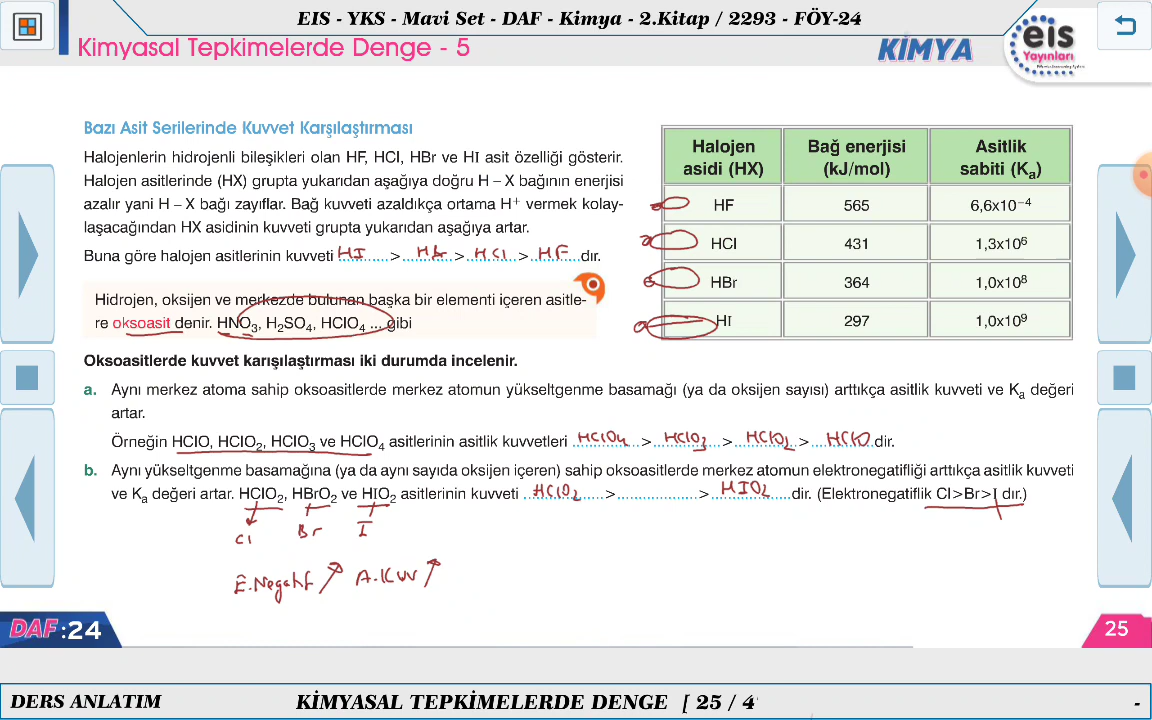 EIS - YKS - Mavi Set - DAF - Kimya - 2.Kitap / 2293 - FÖY-24
Kimyasal Tepkimelerde Denge - 5
KİMYA
eis
Yayınları
Bazı Asit Serilerinde Kuvvet Karşılaştırması
Halojenlerin hidrojenli bileşikleri olan HF, HCl, HBr ve HI asit özelliği gösterir.
Halojen asitlerinde (HX) grupta yukarıdan aşağıya doğru H – X bağının enerjisi
azalır yani H – X bağı zayıflar. Bağ kuvveti azaldıkça ortama H⁺ vermek kolay-
laşacağından HX asidinin kuvveti grupta yukarıdan aşağıya artar.
Buna göre halojen asitlerinin kuvveti HI > HBr > HCl > HF dır.
Halojen asidi (HX) Bağ enerjisi (kJ/mol) Asitlik sabiti (Kₐ)
HF 565 6,6x10⁻⁴
HCl 431 1,3x10⁶
HBr 364 1,0x10⁸
HI 297 1,0x10⁹
Hidrojen, oksijen ve merkezde bulunan başka bir elementi içeren asitle-
re oksoasit denir. HNO₃, H₂SO₄, HClO₄ ... gibi
Oksoasitlerde kuvvet karışılaştırması iki durumda incelenir.
a. Aynı merkez atoma sahip oksoasitlerde merkez atomun yükseltgenme basamağı (ya da oksijen sayısı) arttıkça asitlik kuvveti ve Kₐ değeri
artar.
Örneğin HClO, HClO₂, HClO₃ ve HClO₄ asitlerinin asitlik kuvvetleri HClO₄ > HClO₃ > HClO₂ > HClO dir.
b. Aynı yükseltgenme basamağına (ya da aynı sayıda oksijen içeren) sahip oksoasitlerde merkez atomun elektronegatifliği arttıkça asitlik kuvveti
ve Kₐ değeri artar. HClO₂, HBrO₂ ve HIO₂ asitlerinin kuvveti HClO₂ > ........ > HIO₂ dir. (Elektronegatiflik Cl>Br>I dır.)
Cl Br I
E.Negatif A.Kuv
DAF :24
25
DERS ANLATIM
KİMYASAL TEPKİMELERDE DENGE [ 25 / 4
-